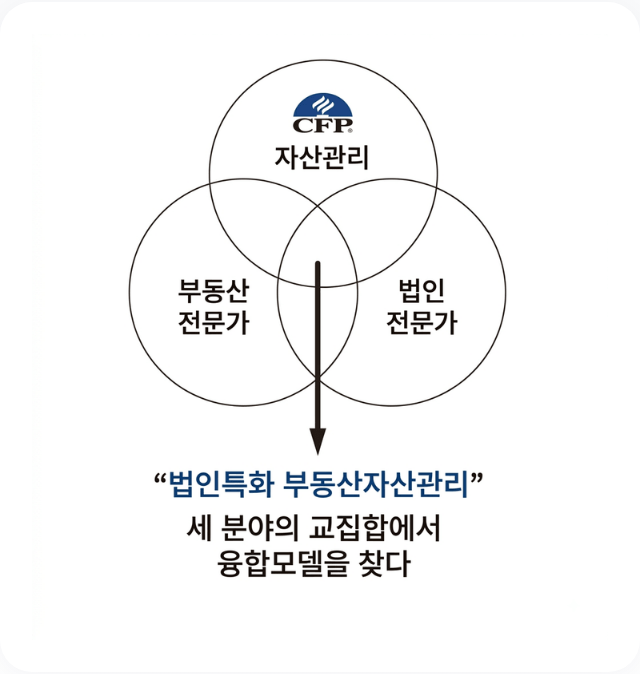 CFP®
자산관리
부동산
전문가
법인
전문가
“법인특화 부동산자산관리”
세 분야의 교집합에서
융합모델을 찾다